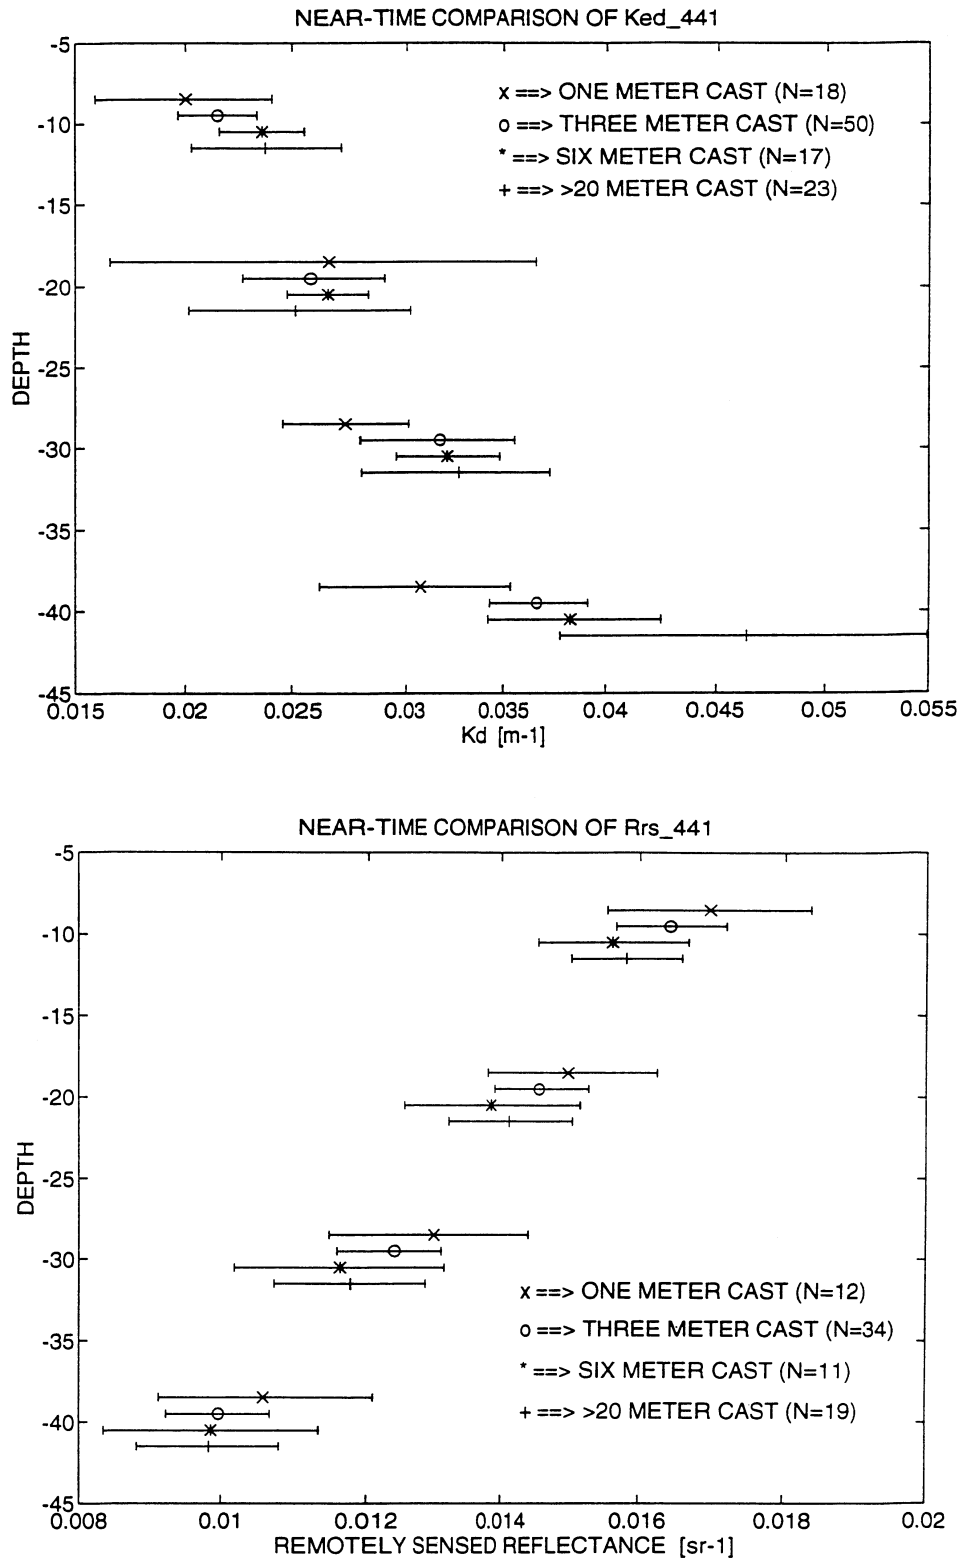 NEAR-TIME COMPARISON OF Ked_441
-5
x ==> ONE METER CAST (N=18)
-10
o ==> THREE METER CAST (N=50)
* ==> SIX METER CAST (N=17)
+ ==> >20 METER CAST (N=23)
-15
-20
DEPTH
-25
-30
-35
-40
-45
0.015 0.02 0.025 0.03 0.035 0.04 0.045 0.05 0.055
Kd [m-1]
NEAR-TIME COMPARISON OF Rrs_441
-5
-10
-15
-20
DEPTH
-25
-30
x ==> ONE METER CAST (N=12)
o ==> THREE METER CAST (N=34)
-35
* ==> SIX METER CAST (N=11)
+ ==> >20 METER CAST (N=19)
-40
-45
0.008 0.01 0.012 0.014 0.016 0.018 0.02
REMOTELY SENSED REFLECTANCE [sr-1]